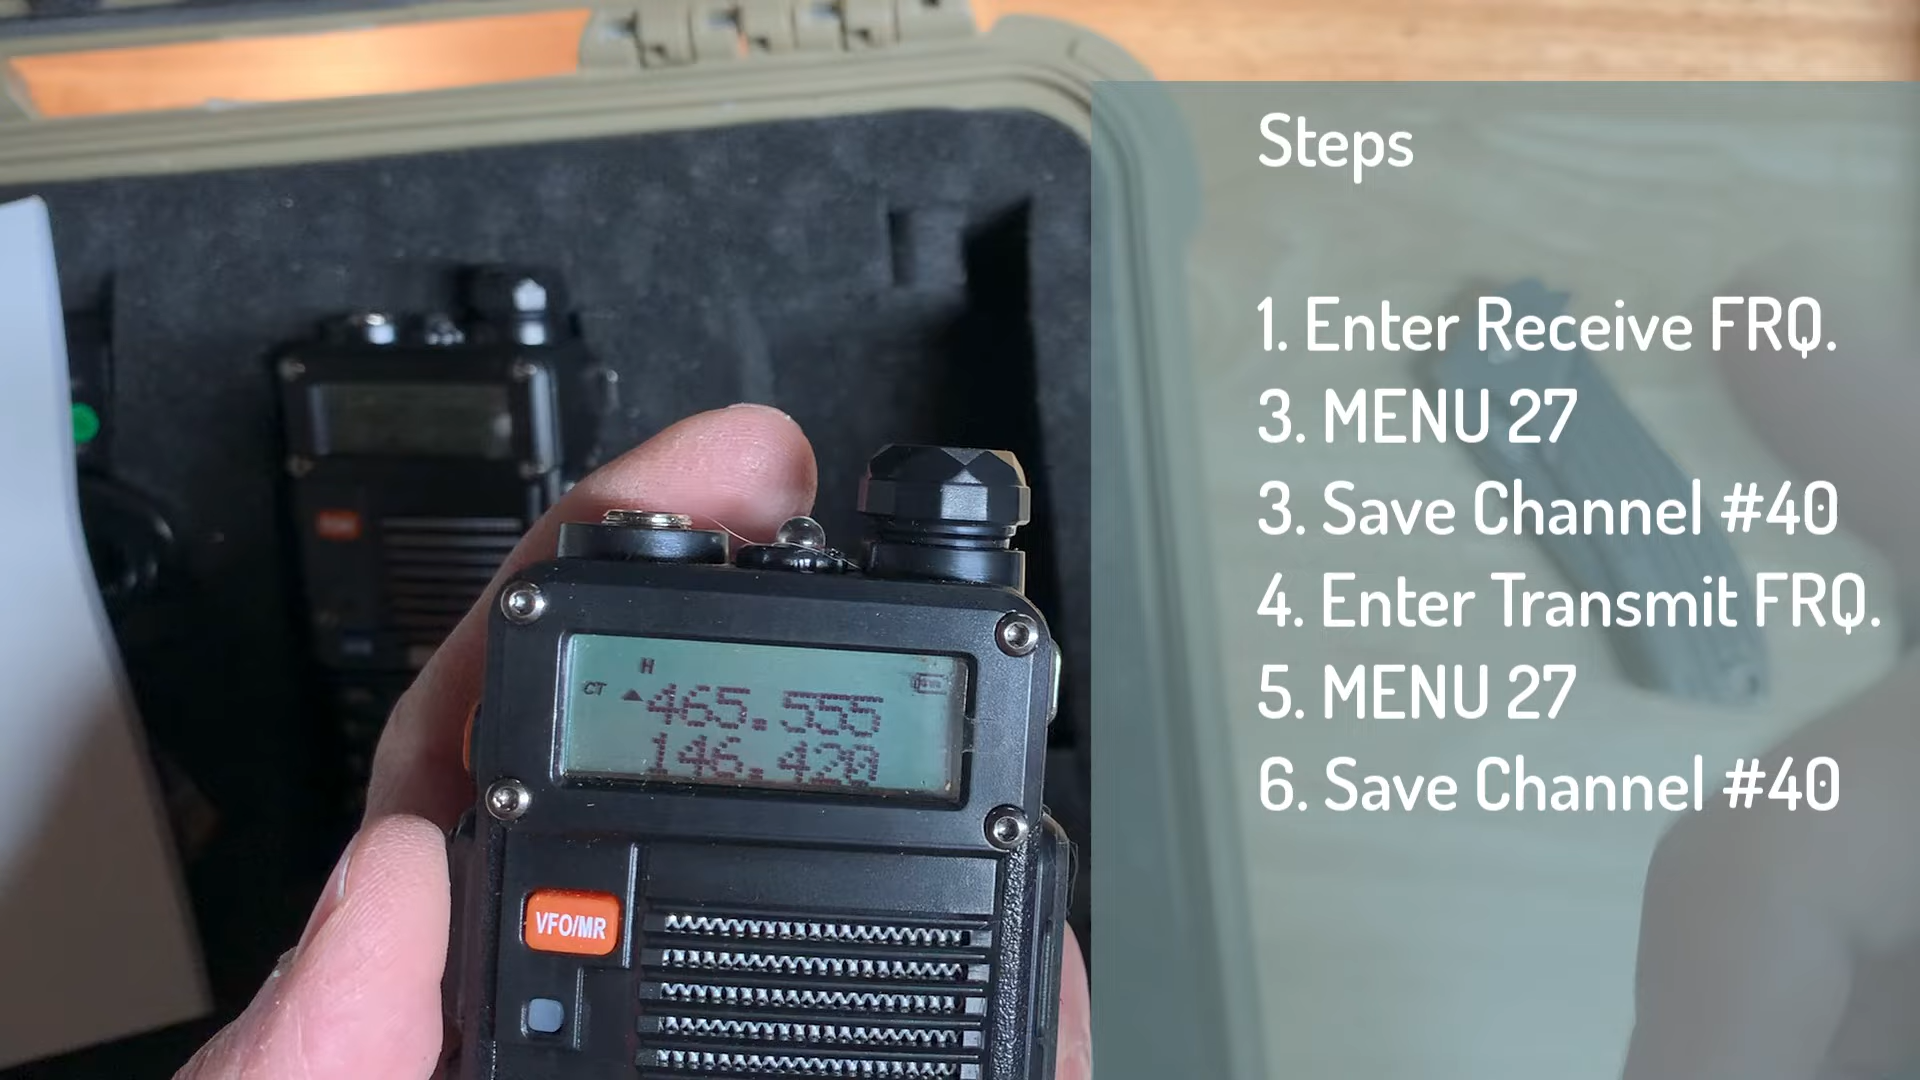 Steps
1. Enter Receive FRQ.
3. MENU 27
3. Save Channel #40
4. Enter Transmit FRQ.
5. MENU 27
6. Save Channel #40
H
CT ▲465.555
146.420
VFO/MR